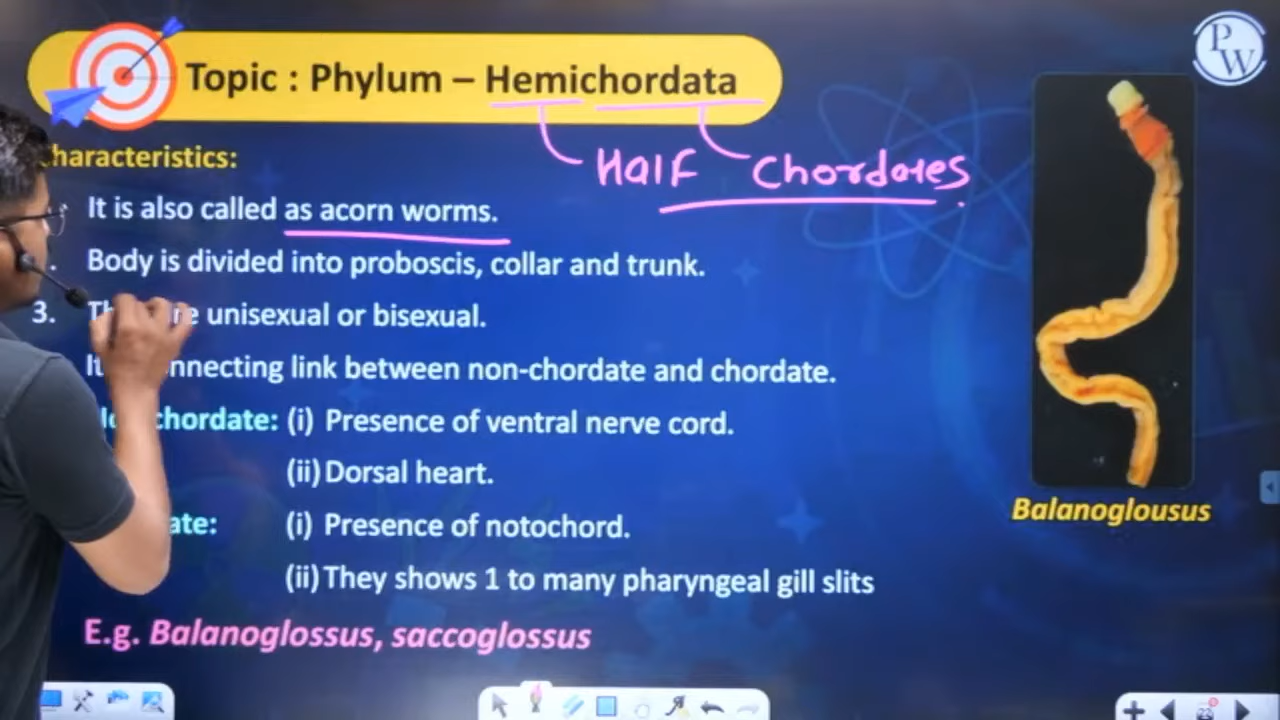 PW
Topic : Phylum – Hemichordata
Half Chordates
haracteristics:
It is also called as acorn worms.
Body is divided into proboscis, collar and trunk.
3. unisexual or bisexual.
link between non-chordate and chordate.
chordate: (i) Presence of ventral nerve cord.
(ii) Dorsal heart.
ate: (i) Presence of notochord.
(ii) They shows 1 to many pharyngeal gill slits
E.g. Balanoglossus, saccoglossus
Balanoglousus